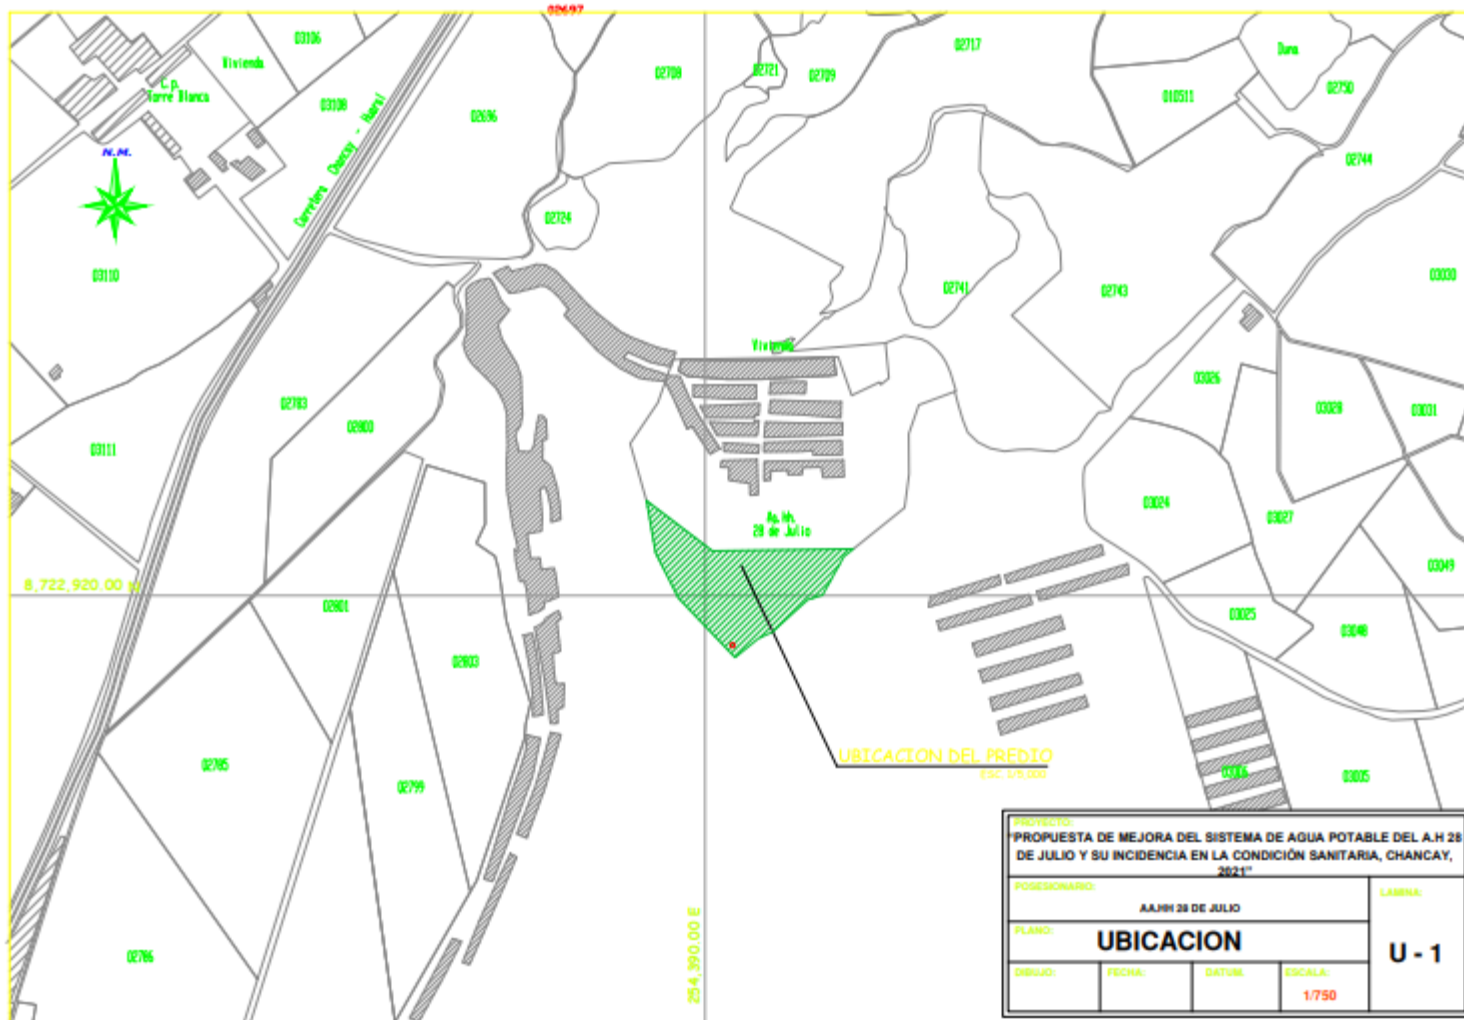 02697
03106
Vivienda
C.p.
Torre Blanca
03108
Carretera Chancay - Huaral
02696
02708
02721
02709
02717
Duna
010511
02750
02744
N.M.
03110
02724
02741
02743
03030
Vivienda
03026
03028
03031
02783
02800
03111
03024
03027
Ap.hh.
28 de Julio
03049
8,722,920.00 N
02801
03025
03048
02803
02785
02799
UBICACION DEL PREDIO
ESC. 1/5,000
03006
03005
02786
254,390.00 E
PROYECTO:
"PROPUESTA DE MEJORA DEL SISTEMA DE AGUA POTABLE DEL A.H 28
DE JULIO Y SU INCIDENCIA EN LA CONDICIÓN SANITARIA, CHANCAY,
2021"
POSESIONARIO:
AA.HH 28 DE JULIO
LAMINA:
PLANO:
UBICACION
U - 1
DIBUJO:
FECHA:
DATUM:
ESCALA:
1/750